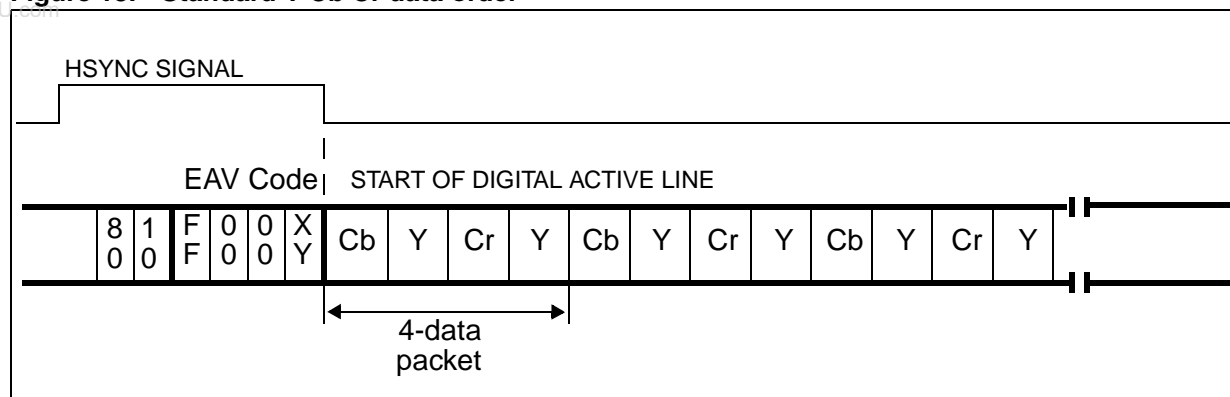 HSYNC SIGNAL
EAV Code
START OF DIGITAL ACTIVE LINE
8 1 F 0 0 X Cb Y Cr Y Cb Y Cr Y Cb Y Cr Y
0 0 F 0 0 Y
4-data
packet